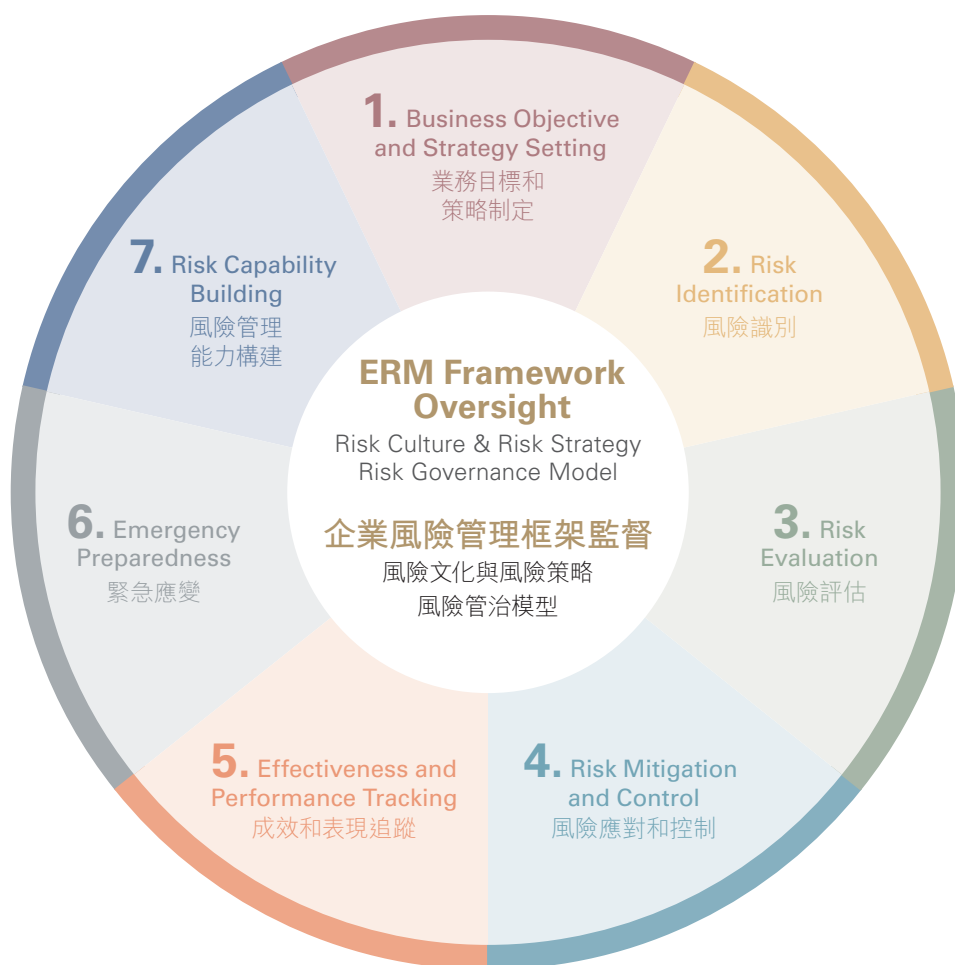 1. Business Objective
and Strategy Setting
業務目標和
策略制定
2. Risk
Identification
風險識別
3. Risk
Evaluation
風險評估
4. Risk Mitigation
and Control
風險應對和控制
5. Effectiveness and
Performance Tracking
成效和表現追蹤
6. Emergency
Preparedness
緊急應變
7. Risk Capability
Building
風險管理
能力構建
ERM Framework
Oversight
Risk Culture & Risk Strategy
Risk Governance Model
企業風險管理框架監督
風險文化與風險策略
風險管治模型